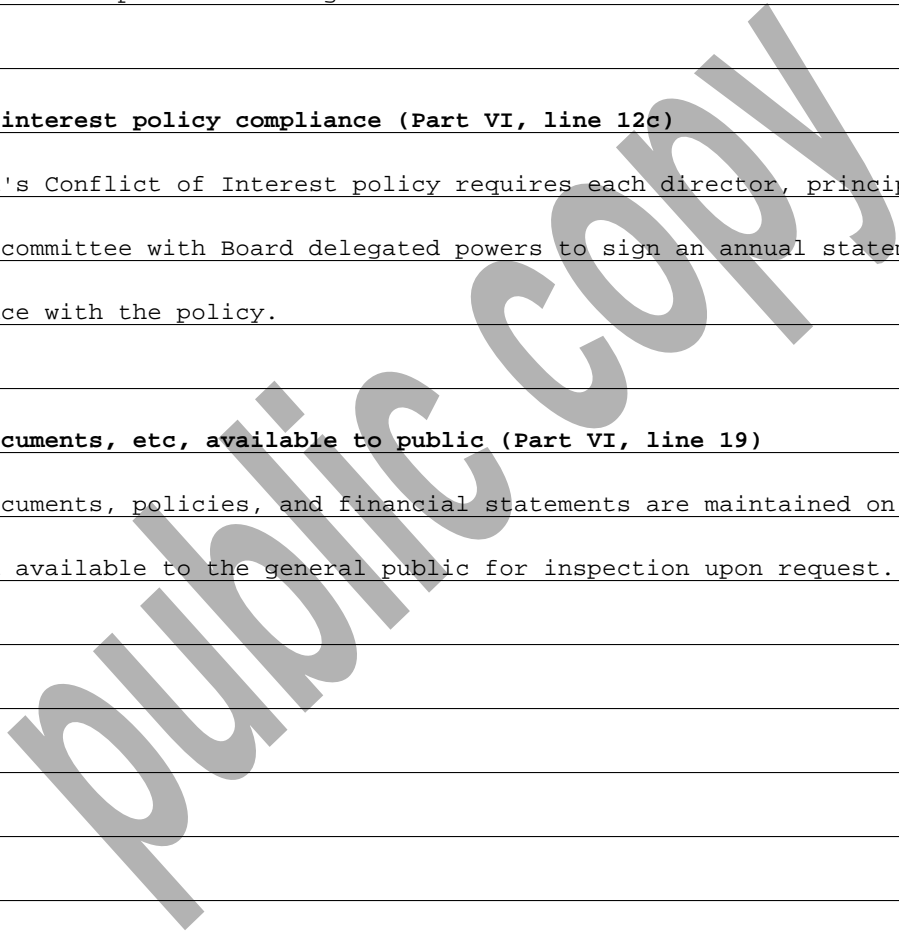 interest policy compliance (Part VI, line 12c)
's Conflict of Interest policy requires each director, princip
committee with Board delegated powers to sign an annual state
ce with the policy.
cuments, etc, available to public (Part VI, line 19)
cuments, policies, and financial statements are maintained on
available to the general public for inspection upon request.
public copy